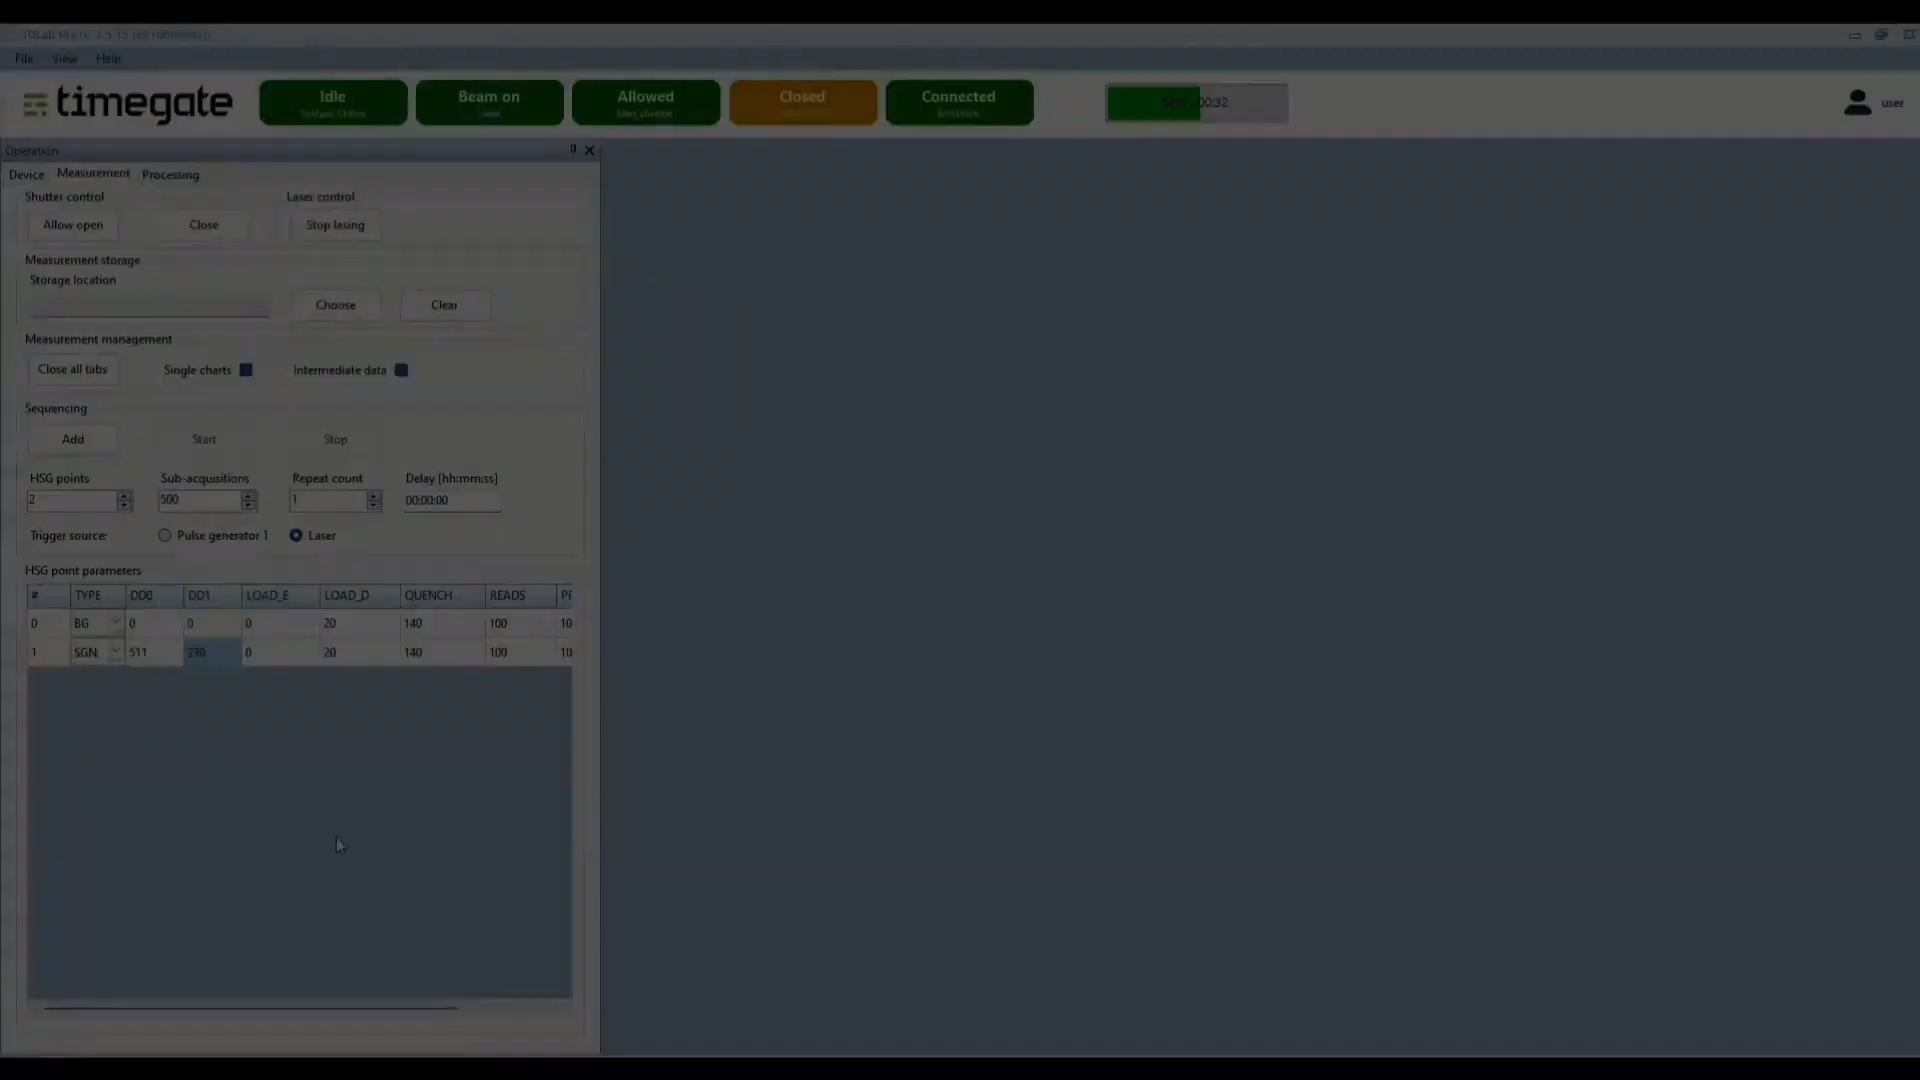 File View Help
timegate
Idle Beam on Allowed Closed Connected
00:32
user
Operation
Device Measurement Processing
Shutter control Laser control
Allow open Close Stop lasing
Measurement storage
Storage location
Choose Clear
Measurement management
Close all tabs Single charts Intermediate data
Sequencing
Add Start Stop
HSG points Sub-acquisitions Repeat count Delay [hh:mm:ss]
2 500 1 00:00:00
Trigger source: Pulse generator 1 Laser
HSG point parameters
# TYPE DD0 DD1 LOAD_E LOAD_D QUENCH READS
0 BG 0 0 0 20 140 100 10
1 SGN 511 230 0 20 140 100 10